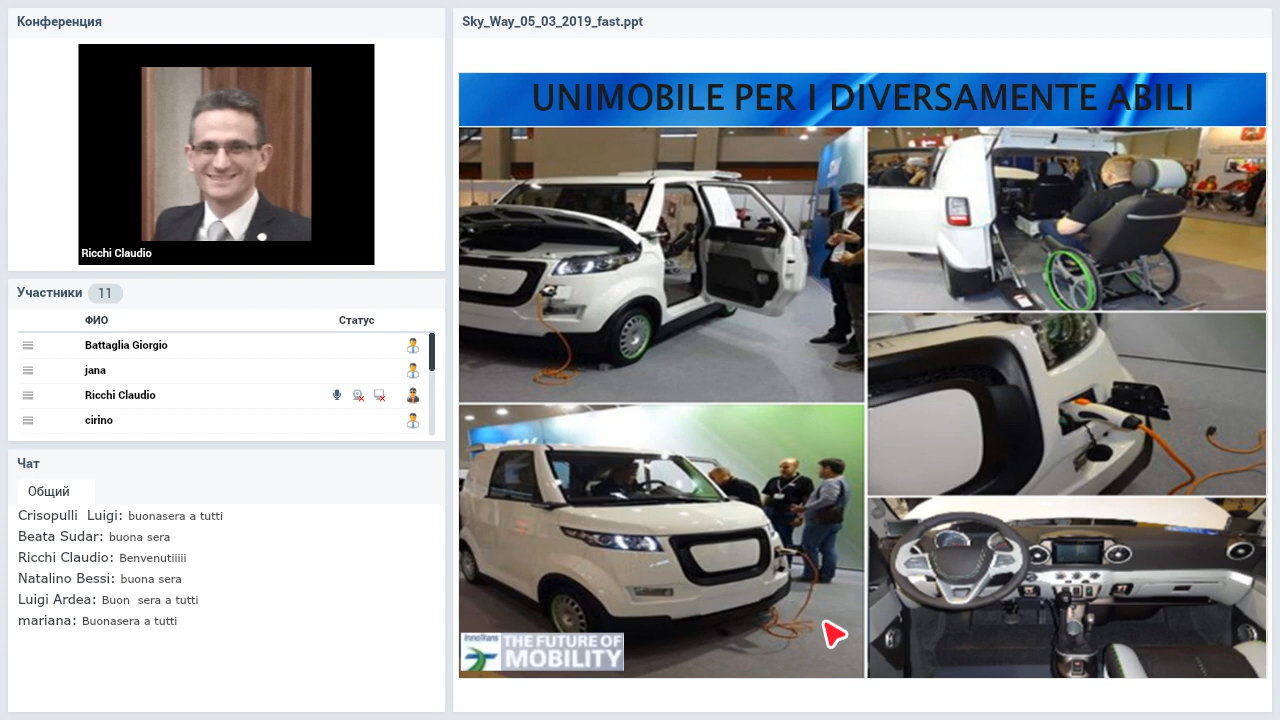 Конференция
Ricchi Claudio
Участники 11
ФИО Статус
Battaglia Giorgio
jana
Ricchi Claudio
cirino
Чат
Общий
Crisopulli Luigi: buonasera a tutti
Beata Sudar: buona sera
Ricchi Claudio: Benvenutiiiii
Natalino Bessi: buona sera
Luigi Ardea: Buon sera a tutti
mariana: Buonasera a tutti
Sky_Way_05_03_2019_fast.ppt
UNIMOBILE PER I DIVERSAMENTE ABILI
InnoTrans
THE FUTURE OF
MOBILITY